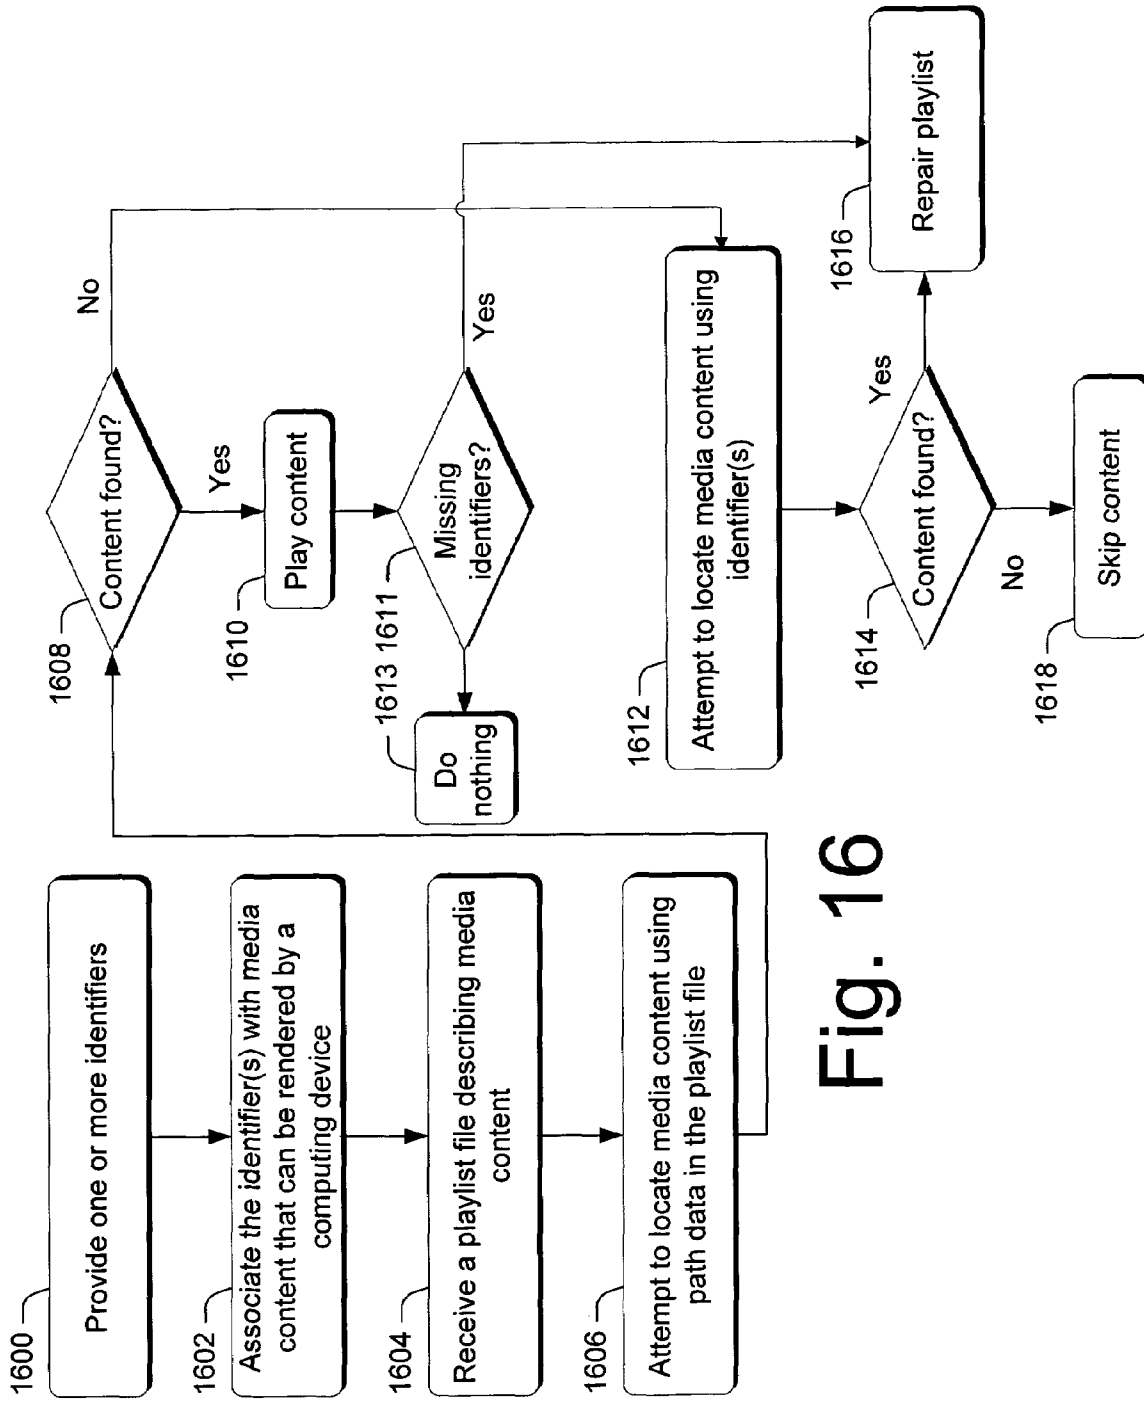 1600
Provide one or more identifiers
1602
Associate the identifier(s) with media
content that can be rendered by a
computing device
1604
Receive a playlist file describing media
content
1606
Attempt to locate media content using
path data in the playlist file
1608
Content found?
No
Yes
1610
Play content
1611
Missing
identifiers?
Yes
1613
Do
nothing
1612
Attempt to locate media content using
identifier(s)
1614
Content found?
Yes
1616
Repair playlist
No
1618
Skip content
Fig. 16